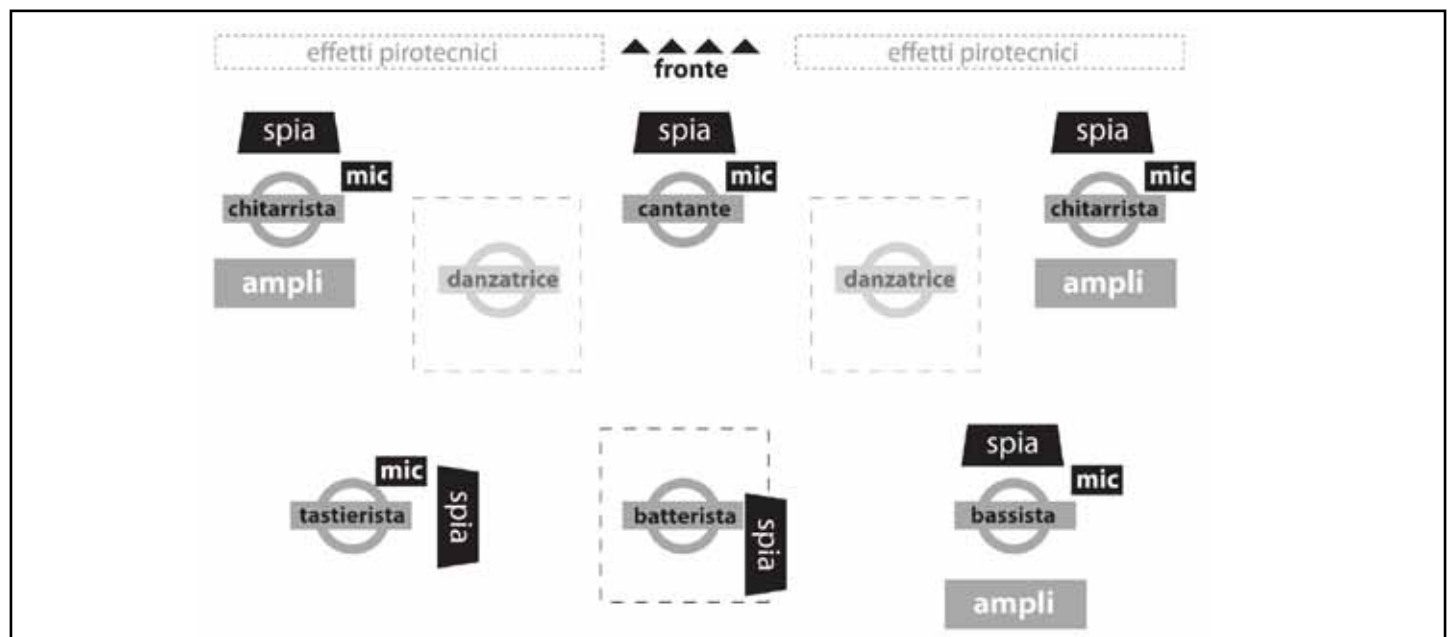 effetti pirotecnici
fronte
effetti pirotecnici
spia
mic
chitarrista
ampli
danzatrice
spia
mic
cantante
danzatrice
spia
mic
chitarrista
ampli
mic
tastierista
spia
batterista
spia
spia
mic
bassista
ampli